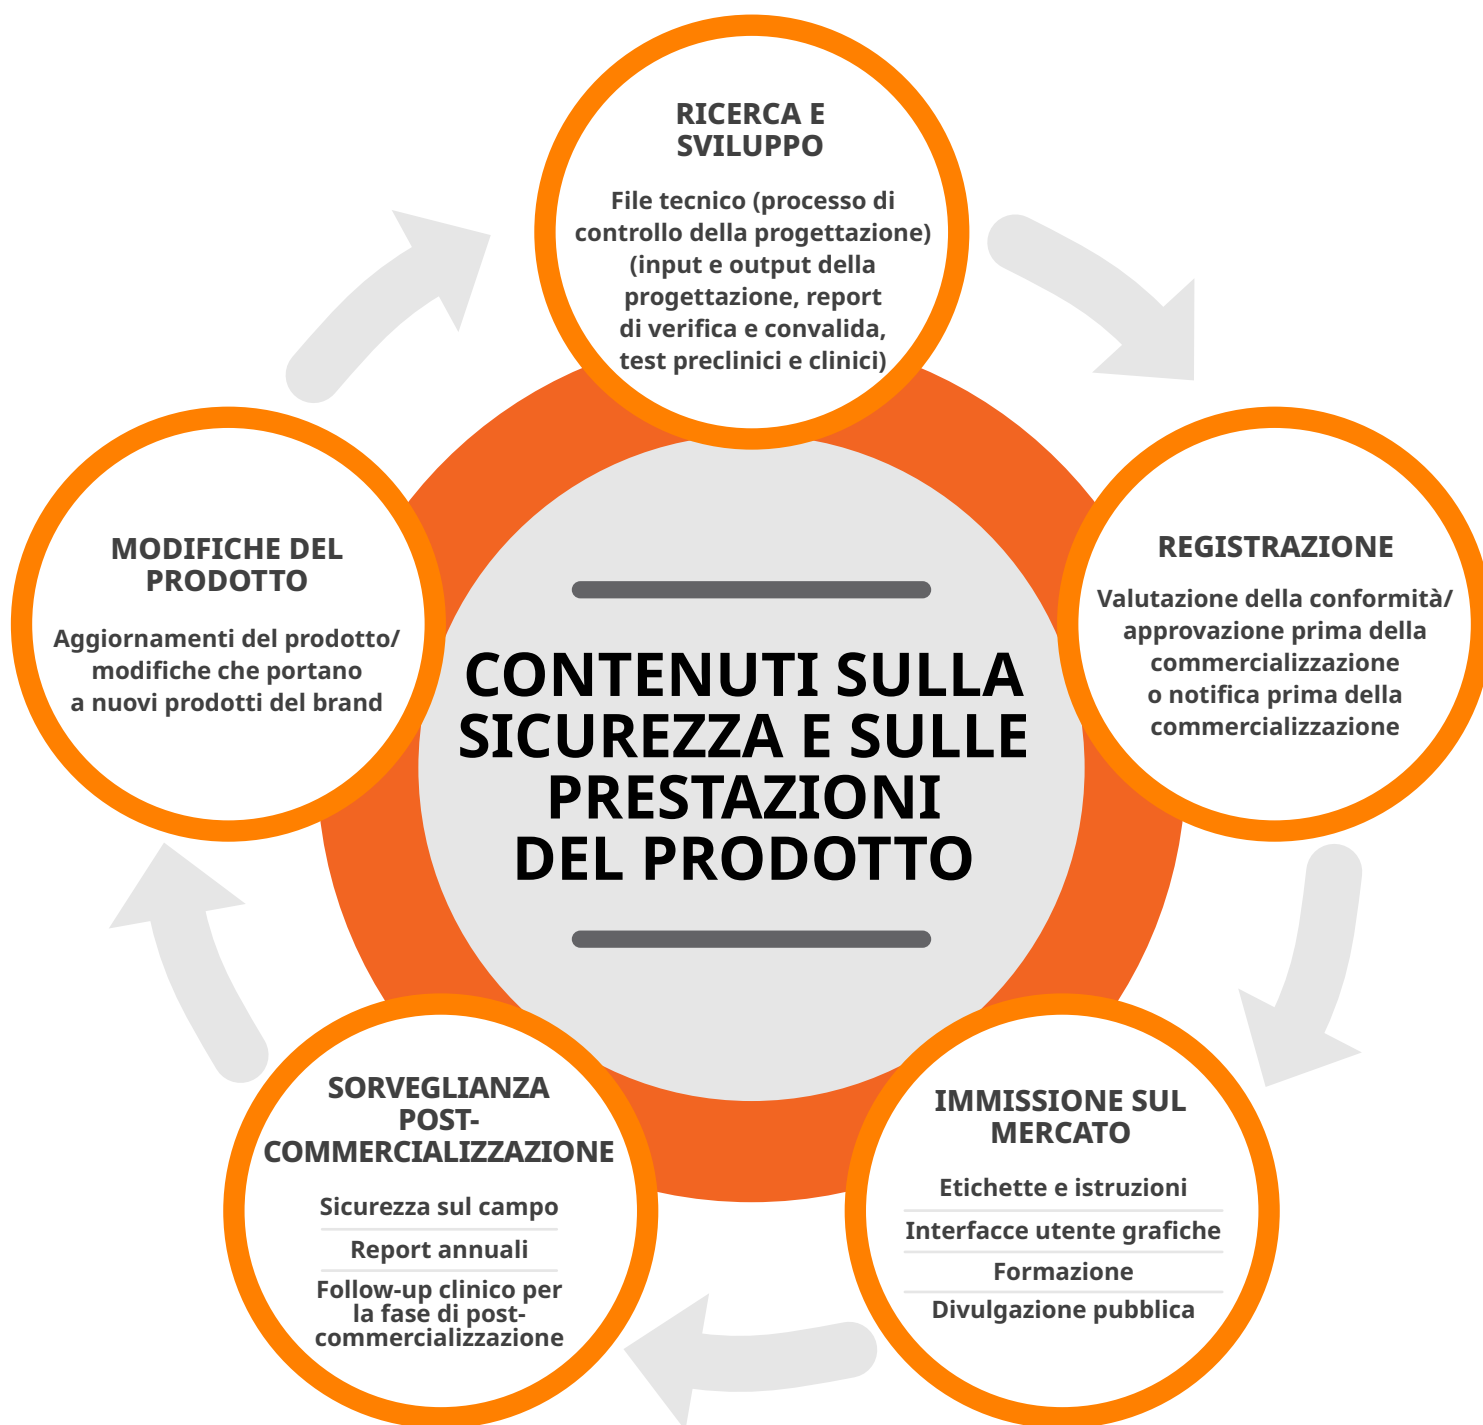 RICERCA E
SVILUPPO
File tecnico (processo di
controllo della progettazione)
(input e output della
progettazione, report
di verifica e convalida,
test preclinici e clinici)
REGISTRAZIONE
Valutazione della conformità/
approvazione prima della
commercializzazione
o notifica prima della
commercializzazione
IMMISSIONE SUL
MERCATO
Etichette e istruzioni
Interfacce utente grafiche
Formazione
Divulgazione pubblica
SORVEGLIANZA
POST-
COMMERCIALIZZAZIONE
Sicurezza sul campo
Report annuali
Follow-up clinico per
la fase di post-
commercializzazione
MODIFICHE DEL
PRODOTTO
Aggiornamenti del prodotto/
modifiche che portano
a nuovi prodotti del brand
CONTENUTI SULLA
SICUREZZA E SULLE
PRESTAZIONI
DEL PRODOTTO